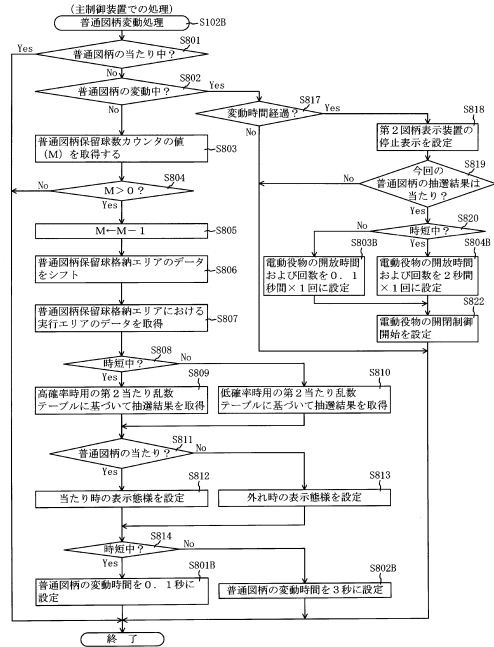 （主制御装置での処理）
普通図柄変動処理
S102B
S801
普通図柄の当たり中？
Yes
No
S802
普通図柄の変動中？
Yes
No
S817
変動時間経過？
Yes
No
S818
第２図柄表示装置の
停止表示を設定
S819
今回の
普通図柄の抽選結果は
当たり？
No
Yes
S820
時短中？
No
Yes
S803B
電動役物の開放時間
および回数を０．１
秒間×１回に設定
S804B
電動役物の開放時間
および回数を２秒間
×１回に設定
S822
電動役物の開閉制御
開始を設定
普通図柄保留球数カウンタの値
（M）を取得する
S803
S804
M＞０？
No
Yes
M←M－１
S805
普通図柄保留球格納エリアのデータ
をシフト
S806
普通図柄保留球格納エリアにおける
実行エリアのデータを取得
S807
S808
時短中？
No
Yes
S809
高確率時用の第２当たり乱数
テーブルに基づいて抽選結果を取得
S810
低確率時用の第２当たり乱数
テーブルに基づいて抽選結果を取得
S811
普通図柄の当たり？
No
Yes
S812
当たり時の表示態様を設定
S813
外れ時の表示態様を設定
S814
時短中？
No
Yes
S801B
普通図柄の変動時間を０．１秒に
設定
S802B
普通図柄の変動時間を３秒に設定
終 了